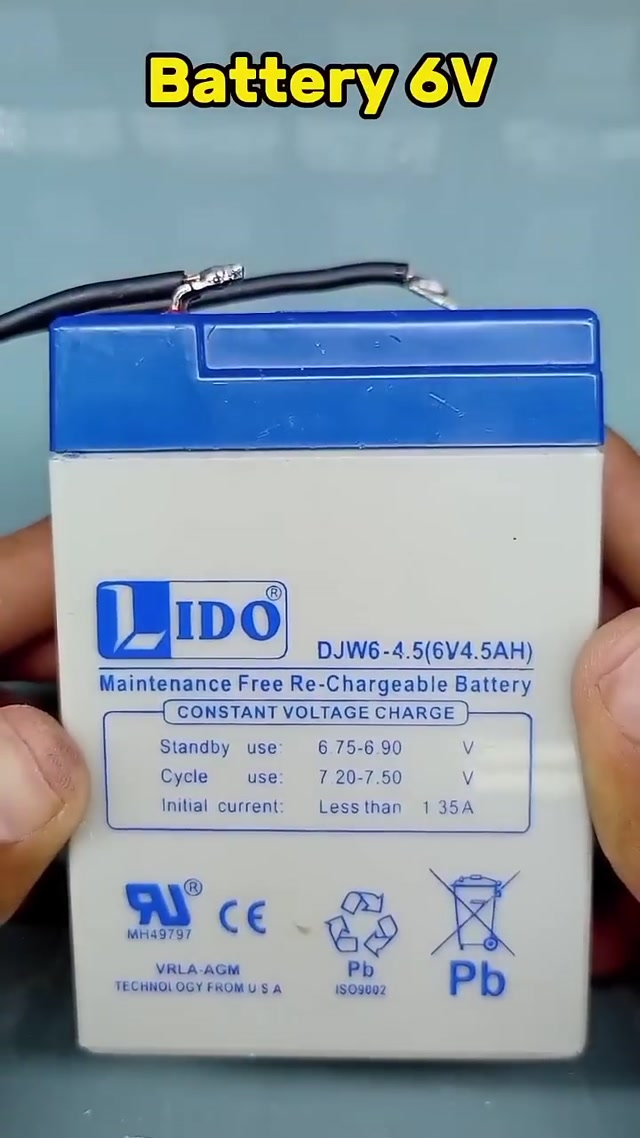 Battery 6V
LIDO®
DJW6-4.5(6V4.5AH)
Maintenance Free Re-Chargeable Battery
CONSTANT VOLTAGE CHARGE
Standby use: 6.75-6.90 V
Cycle use: 7.20-7.50 V
Initial current: Less than 1.35A
RU® CE
MH49797
Pb
ISO9002
Pb
VRLA-AGM
TECHNOLOGY FROM U S A